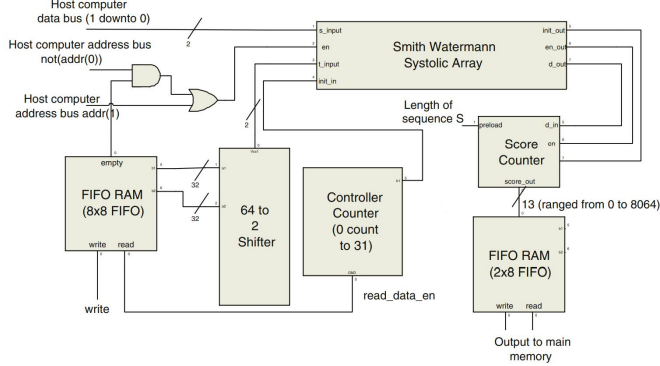 Host computer
data bus (1 downto 0)
2
Host computer address bus
not(addr(0))
Host computer
address bus addr(1)
s_input
en
t_input
init_in
Smith Watermann
Systolic Array
init_out
en_out
d_out
2
Length of
sequence S
preload
d_in
en
Score
Counter
score_out
13 (ranged from 0 to 8064)
empty
FIFO RAM
(8x8 FIFO)
write
read
32
32
64 to
2
Shifter
Controller
Counter
(0 count
to 31)
read_data_en
write
FIFO RAM
(2x8 FIFO)
write
read
Output to main
memory